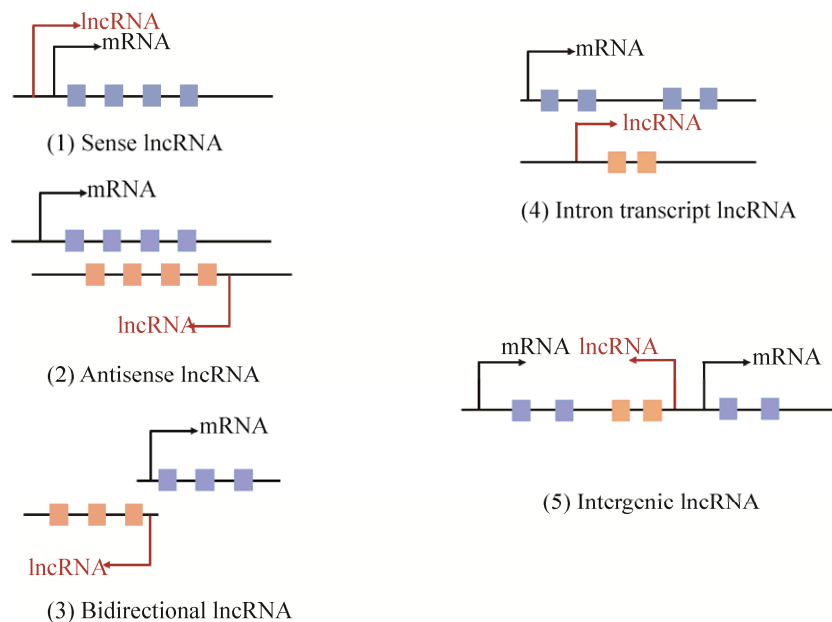 lncRNA
mRNA
(1) Sense lncRNA
mRNA
lncRNA
(2) Antisense lncRNA
mRNA
lncRNA
(3) Bidirectional lncRNA
mRNA
lncRNA
(4) Intron transcript lncRNA
mRNA lncRNA mRNA
(5) Intergenic lncRNA